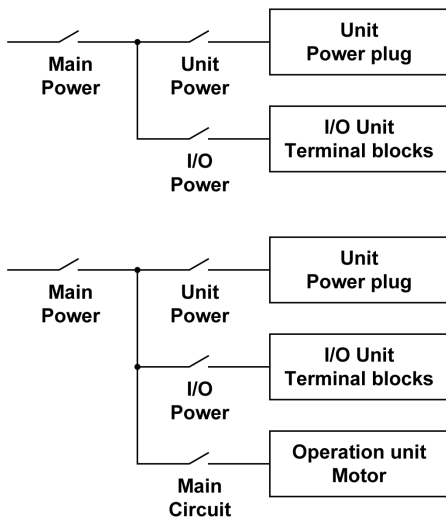 Unit
Power plug
Main
Power
Unit
Power
I/O Unit
Terminal blocks
I/O
Power
Unit
Power plug
Main
Power
Unit
Power
I/O Unit
Terminal blocks
I/O
Power
Operation unit
Motor
Main
Circuit